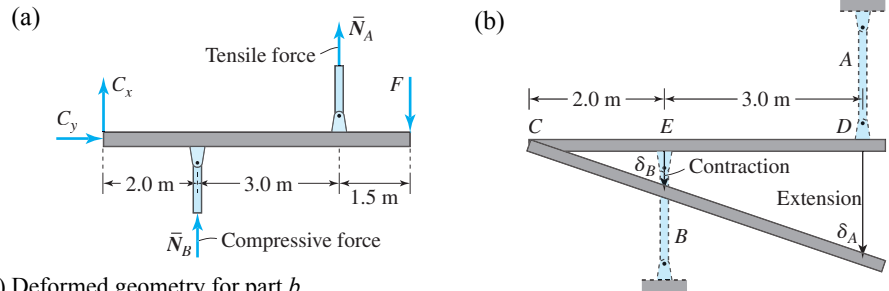 (a)
N̄_A
Tensile force
F
C_x
C_y
2.0 m
3.0 m
1.5 m
N̄_B
Compressive force
) Deformed geometry for part b
(b)
A
2.0 m
3.0 m
C
E
D
δ_B
Contraction
Extension
δ_A
B